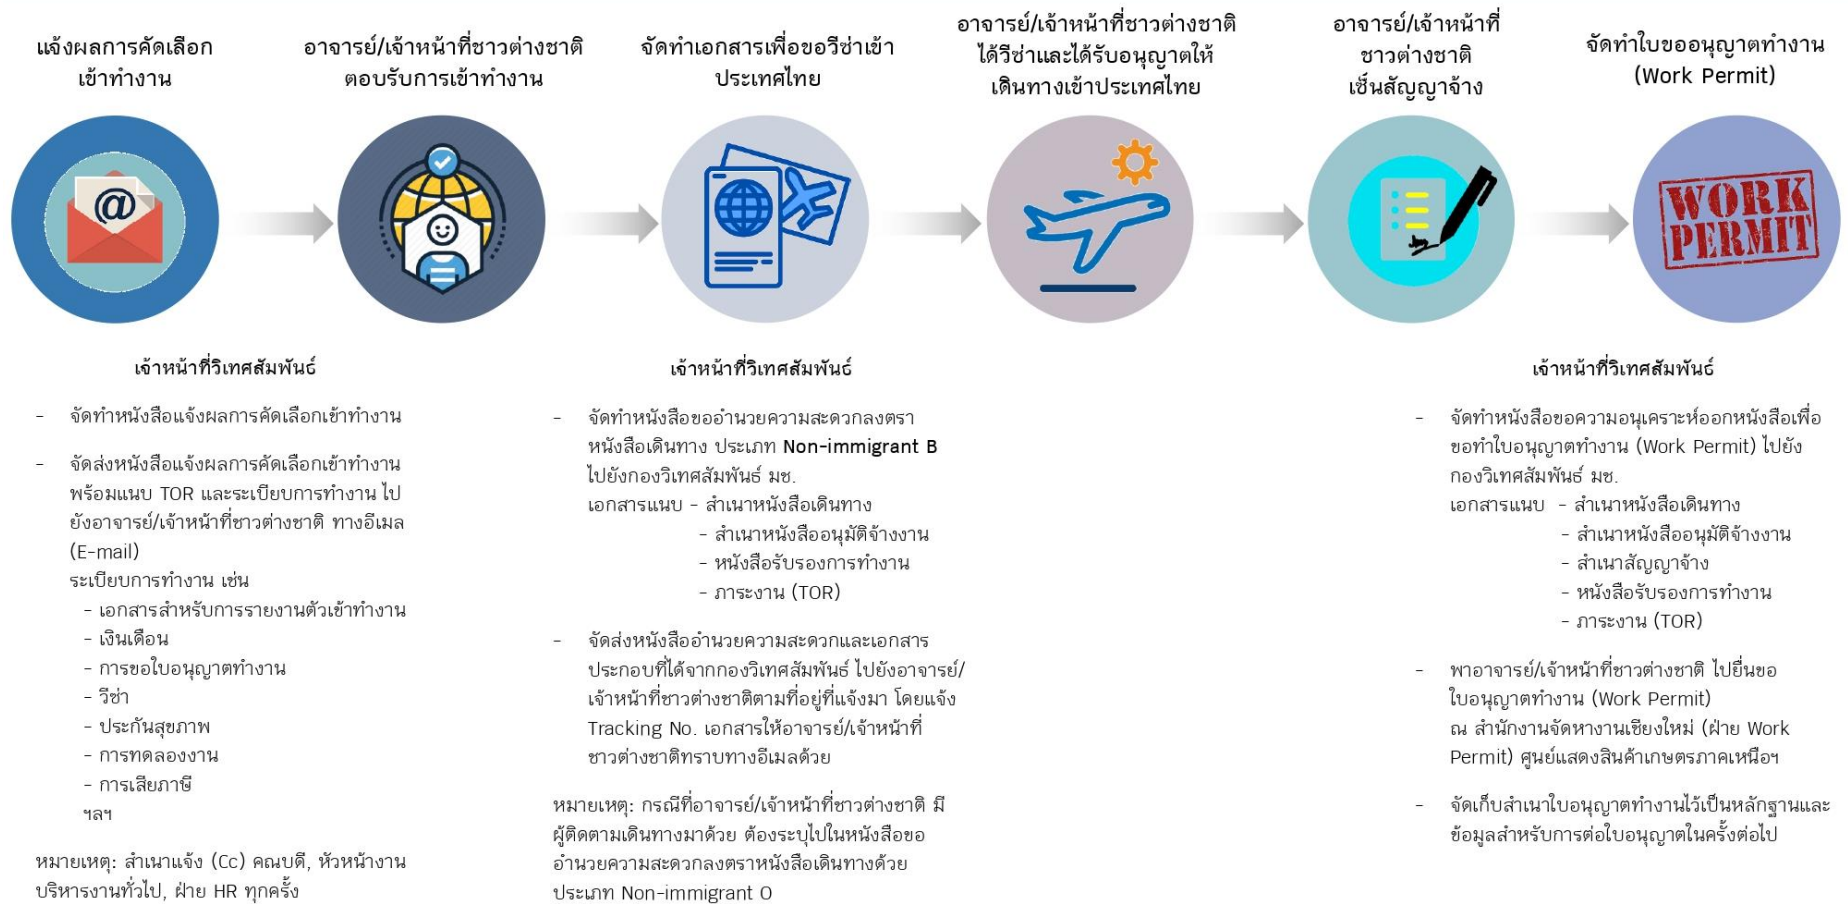 แจ้งผลการคัดเลือก
เข้าทำงาน
อาจารย์/เจ้าหน้าที่ชาวต่างชาติ
ตอบรับการเข้าทำงาน
จัดทำเอกสารเพื่อขอวีซ่าเข้า
ประเทศไทย
อาจารย์/เจ้าหน้าที่ชาวต่างชาติ
ได้วีซ่าและได้รับอนุญาตให้
เดินทางเข้าประเทศไทย
อาจารย์/เจ้าหน้าที่
ชาวต่างชาติ
เซ็นสัญญาจ้าง
จัดทำใบขออนุญาตทำงาน
(Work Permit)
@
WORK
PERMIT
เจ้าหน้าที่วิเทศสัมพันธ์
- จัดทำหนังสือแจ้งผลการคัดเลือกเข้าทำงาน
- จัดส่งหนังสือแจ้งผลการคัดเลือกเข้าทำงาน
พร้อมแนบ TOR และระเบียบการทำงาน ไป
ยังอาจารย์/เจ้าหน้าที่ชาวต่างชาติ ทางอีเมล
(E-mail)
ระเบียบการทำงาน เช่น
- เอกสารสำหรับการรายงานตัวเข้าทำงาน
- เงินเดือน
- การขอใบอนุญาตทำงาน
- วีซ่า
- ประกันสุขภาพ
- การทดลองงาน
- การเสียภาษี
ฯลฯ
หมายเหตุ: สำเนาแจ้ง (Cc) คณบดี, หัวหน้างาน
บริหารงานทั่วไป, ฝ่าย HR ทุกครั้ง
เจ้าหน้าที่วิเทศสัมพันธ์
- จัดทำหนังสือขออำนวยความสะดวกลงตรา
หนังสือเดินทาง ประเภท Non-immigrant B
ไปยังกองวิเทศสัมพันธ์ มช.
เอกสารแนบ - สำเนาหนังสือเดินทาง
- สำเนาหนังสืออนุมัติจ้างงาน
- หนังสือรับรองการทำงาน
- ภาระงาน (TOR)
- จัดส่งหนังสืออำนวยความสะดวกและเอกสาร
ประกอบที่ได้จากกองวิเทศสัมพันธ์ ไปยังอาจารย์/
เจ้าหน้าที่ชาวต่างชาติตามที่อยู่ที่แจ้งมา โดยแจ้ง
Tracking No. เอกสารให้อาจารย์/เจ้าหน้าที่
ชาวต่างชาติทราบทางอีเมลด้วย
หมายเหตุ: กรณีที่อาจารย์/เจ้าหน้าที่ชาวต่างชาติ มี
ผู้ติดตามเดินทางมาด้วย ต้องระบุไปในหนังสือขอ
อำนวยความสะดวกลงตราหนังสือเดินทางด้วย
ประเภท Non-immigrant O
เจ้าหน้าที่วิเทศสัมพันธ์
- จัดทำหนังสือขอความอนุเคราะห์ออกหนังสือเพื่อ
ขอทำใบอนุญาตทำงาน (Work Permit) ไปยัง
กองวิเทศสัมพันธ์ มช.
เอกสารแนบ - สำเนาหนังสือเดินทาง
- สำเนาหนังสืออนุมัติจ้างงาน
- สำเนาสัญญาจ้าง
- หนังสือรับรองการทำงาน
- ภาระงาน (TOR)
- พาอาจารย์/เจ้าหน้าที่ชาวต่างชาติ ไปยื่นขอ
ใบอนุญาตทำงาน (Work Permit)
ณ สำนักงานจัดหางานเชียงใหม่ (ฝ่าย Work
Permit) ศูนย์แสดงสินค้าเกษตรภาคเหนือฯ
- จัดเก็บสำเนาใบอนุญาตทำงานไว้เป็นหลักฐานและ
ข้อมูลสำหรับการต่อใบอนุญาตในครั้งต่อไป